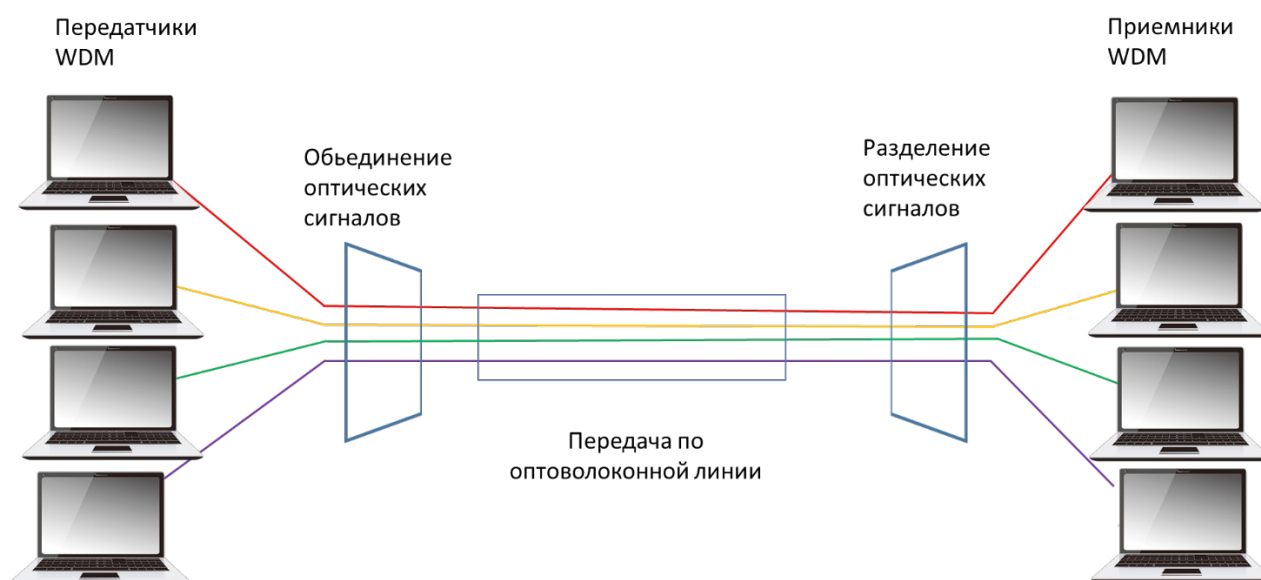 Передатчики
WDM
Приемники
WDM
Обьединение
оптических
сигналов
Разделение
оптических
сигналов
Передача по
оптоволоконной линии